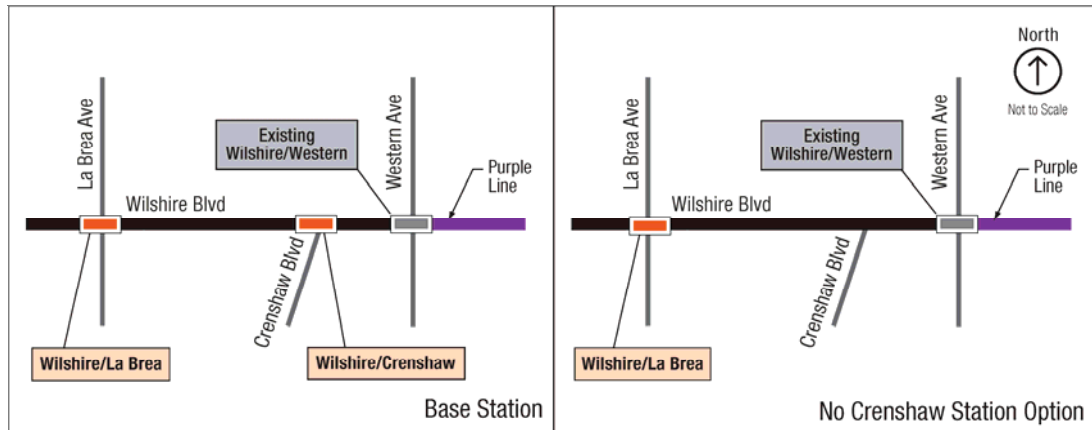 La Brea Ave
Existing
Wilshire/Western
Western Ave
Purple
Line
Wilshire Blvd
Crenshaw Blvd
Wilshire/La Brea
Wilshire/Crenshaw
Base Station
North
Not to Scale
La Brea Ave
Existing
Wilshire/Western
Western Ave
Purple
Line
Wilshire Blvd
Crenshaw Blvd
Wilshire/La Brea
No Crenshaw Station Option